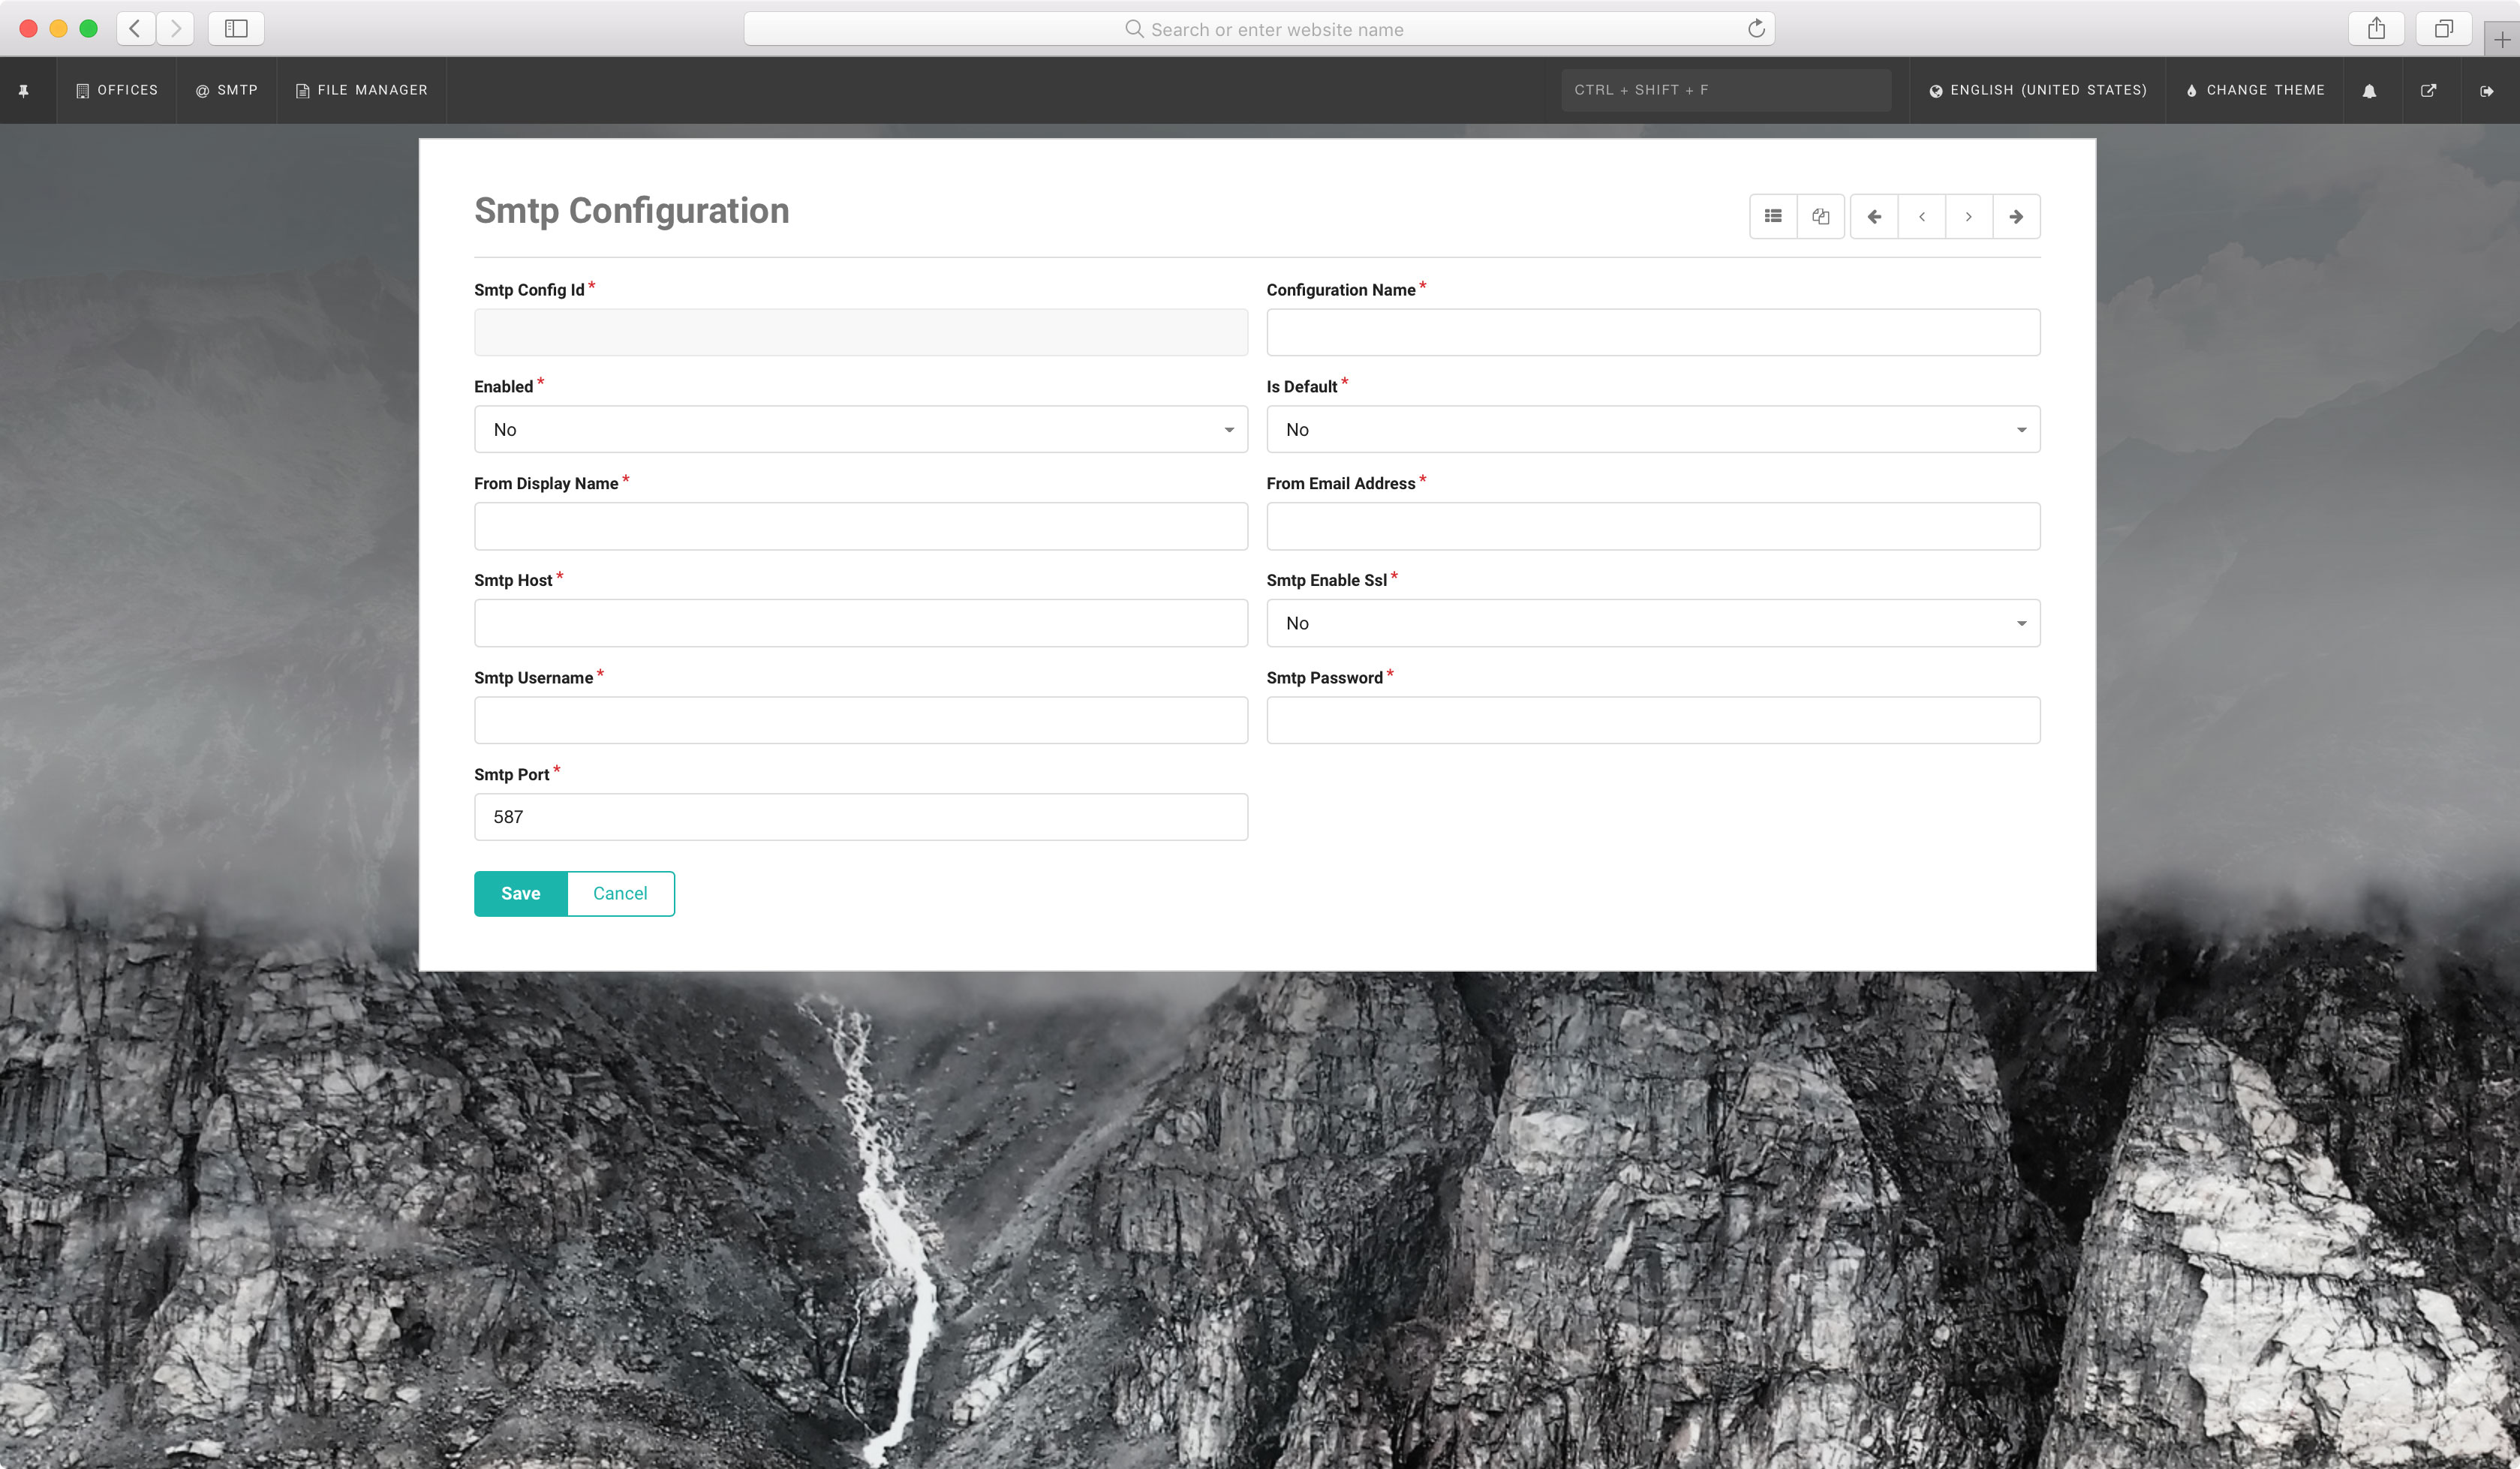 Search or enter website name
OFFICES
@ SMTP
FILE MANAGER
CTRL + SHIFT + F
ENGLISH (UNITED STATES)
CHANGE THEME
Smtp Configuration
Smtp Config Id *
Configuration Name *
Enabled *
Is Default *
No
No
From Display Name *
From Email Address *
Smtp Host *
Smtp Enable Ssl *
No
Smtp Username *
Smtp Password *
Smtp Port *
587
Save
Cancel